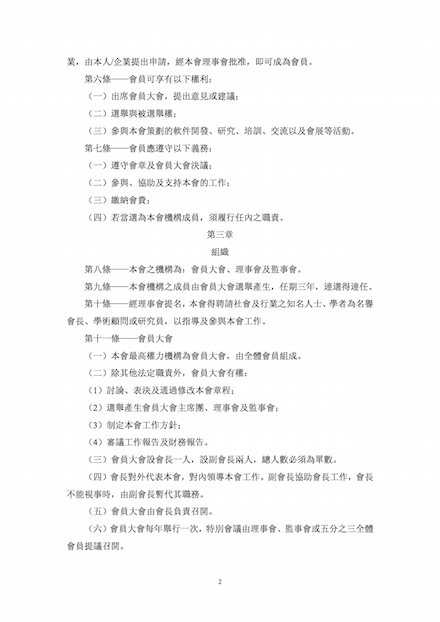 業，由本人/企業提出申請，經本會理事會批准，即可成為會員。
第六條——會員可享有以下權利：
（一）出席會員大會，提出意見或建議；
（二）選舉與被選舉權；
（三）參與本會策劃的軟件開發、研究、培訓、交流以及會展等活動。
第七條——會員應遵守以下義務：
（一）遵守會章及會員大會決議；
（二）參與、協助及支持本會的工作；
（三）繳納會費；
（四）若當選為本會機構成員，須履行任內之職責。
第三章
組織
第八條——本會之機構為：會員大會、理事會及監事會。
第九條——本會機構之成員由會員大會選舉產生，任期三年，連選得連任。
第十條——經理事會提名，本會得聘請社會及行業之知名人士、學者為名譽
會長、學術顧問或研究員，以指導及參與本會工作。
第十一條——會員大會
（一）本會最高權力機構為會員大會，由全體會員組成。
（二）除其他法定職責外，會員大會有權：
（1）討論、表決及通過修改本會章程；
（2）選舉產生會員大會主席團、理事會及監事會；
（3）制定本會工作方針；
（4）審議工作報告及財務報告。
（三）會員大會設會長一人，設副會長兩人，總人數必須為單數。
（四）會長對外代表本會，對內領導本會工作。副會長協助會長工作，會長
不能視事時，由副會長暫代其職務。
（五）會員大會由會長負責召開。
（六）會員大會每年舉行一次，特別會議由理事會、監事會或五分之三全體
會員提議召開。
2